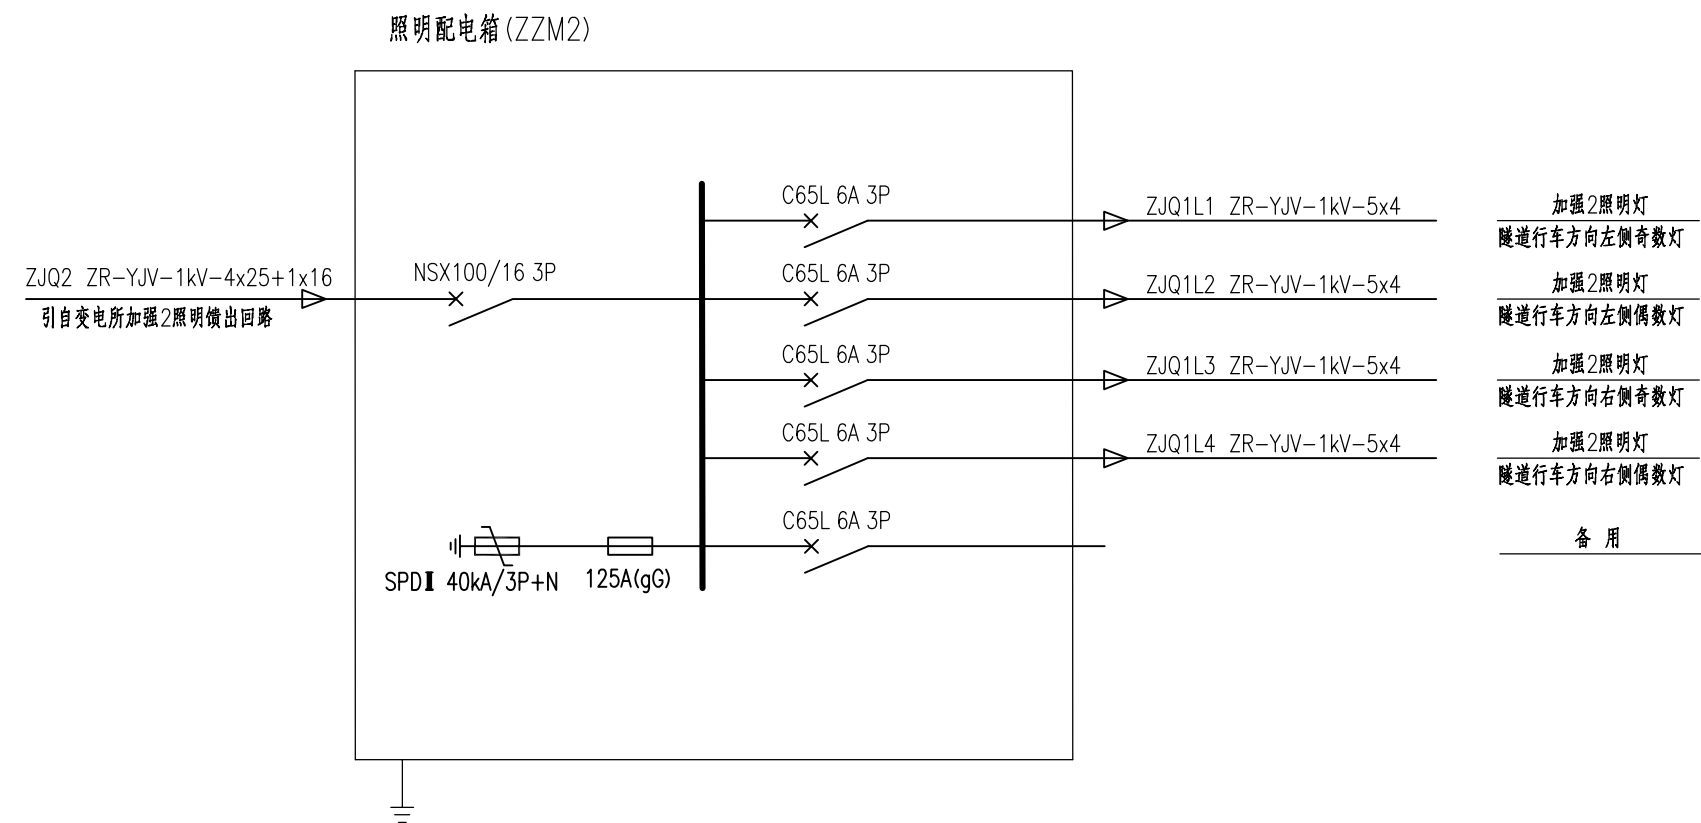 照明配电箱(ZZM2)
C65L 6A 3P
ZJQ1L1 ZR-YJV-1kV-5x4
加强2照明灯
隧道行车方向左侧奇数灯
ZJQ2 ZR-YJV-1kV-4x25+1x16
引自变电所加强2照明馈出回路
NSX100/16 3P
C65L 6A 3P
ZJQ1L2 ZR-YJV-1kV-5x4
加强2照明灯
隧道行车方向左侧偶数灯
C65L 6A 3P
ZJQ1L3 ZR-YJV-1kV-5x4
加强2照明灯
隧道行车方向右侧奇数灯
C65L 6A 3P
ZJQ1L4 ZR-YJV-1kV-5x4
加强2照明灯
隧道行车方向右侧偶数灯
C65L 6A 3P
备 用
SPDⅡ 40kA/3P+N
125A(gG)